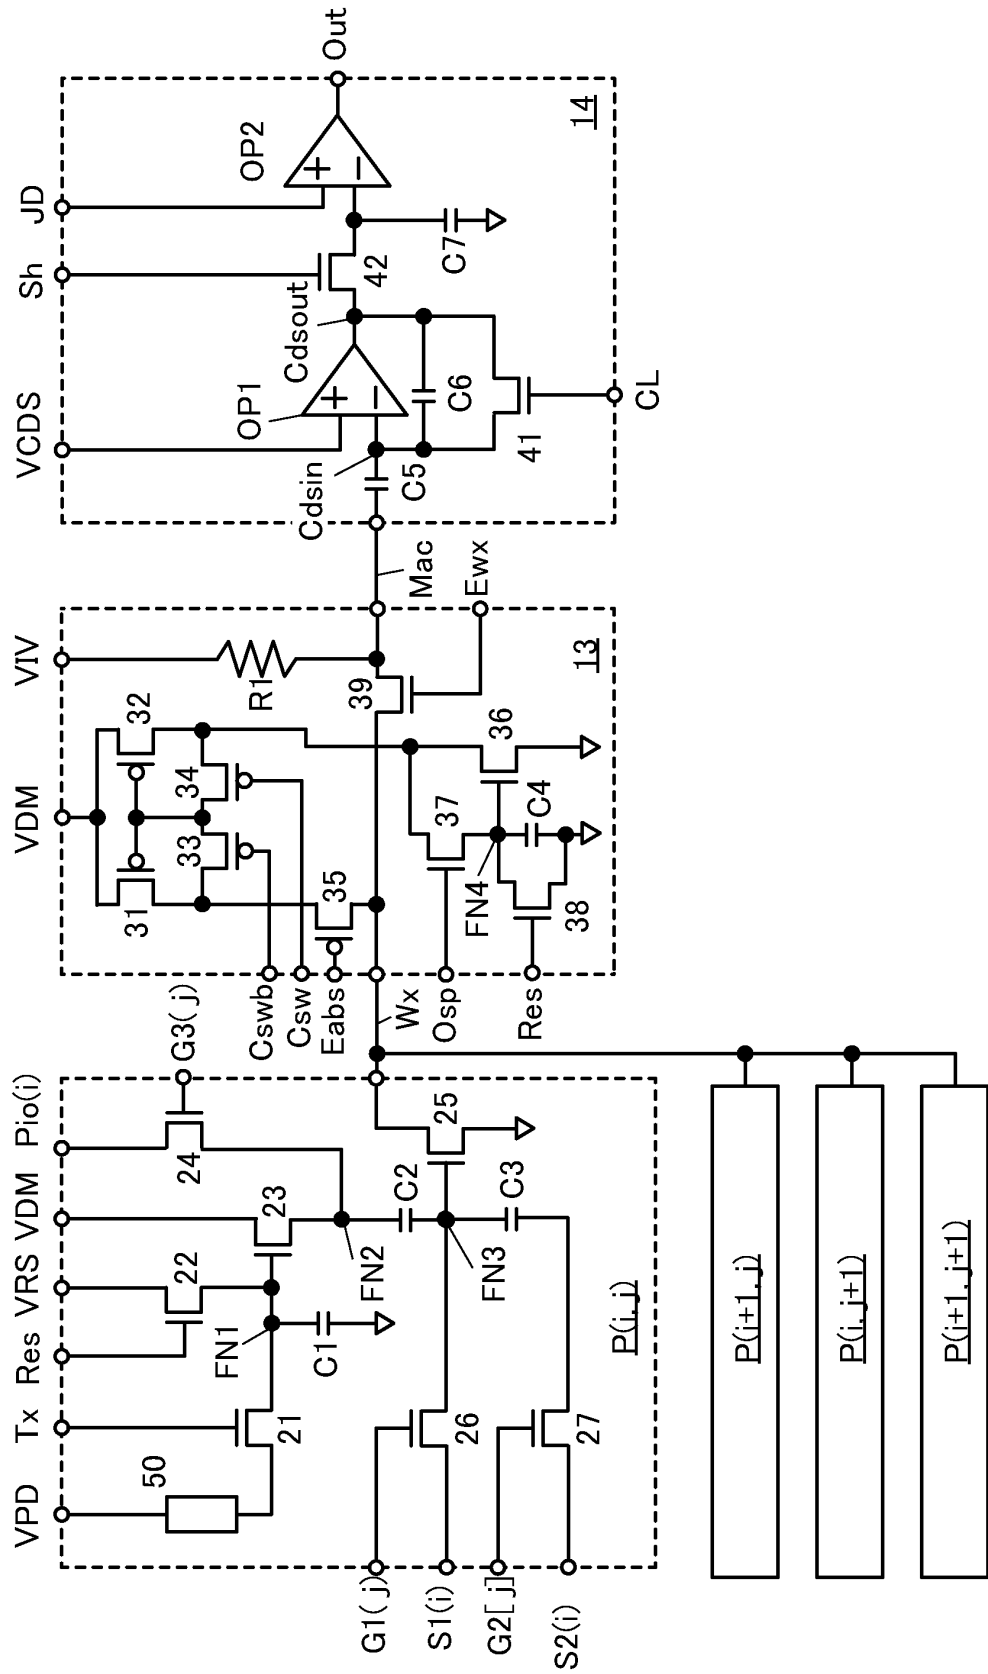 VPD
Tx
Res
VRS
VDM
Pio(i)
G3(j)
50
21
22
23
24
FN1
C1
FN2
C2
FN3
C3
25
26
27
G1(j)
S1(i)
G2[j]
S2(i)
P(i,j)
P(i+1,j)
P(i,j+1)
P(i+1,j+1)
VDM
VIV
31
32
33
34
35
R1
Cswb
Csw
Eabs
Wx
Osp
Res
FN4
37
36
C4
38
39
13
Mac
Ewx
VCDS
Sh
JD
OP1
Cdsin
C5
Cdsout
C6
41
42
C7
OP2
+
−
+
−
14
CL
Out